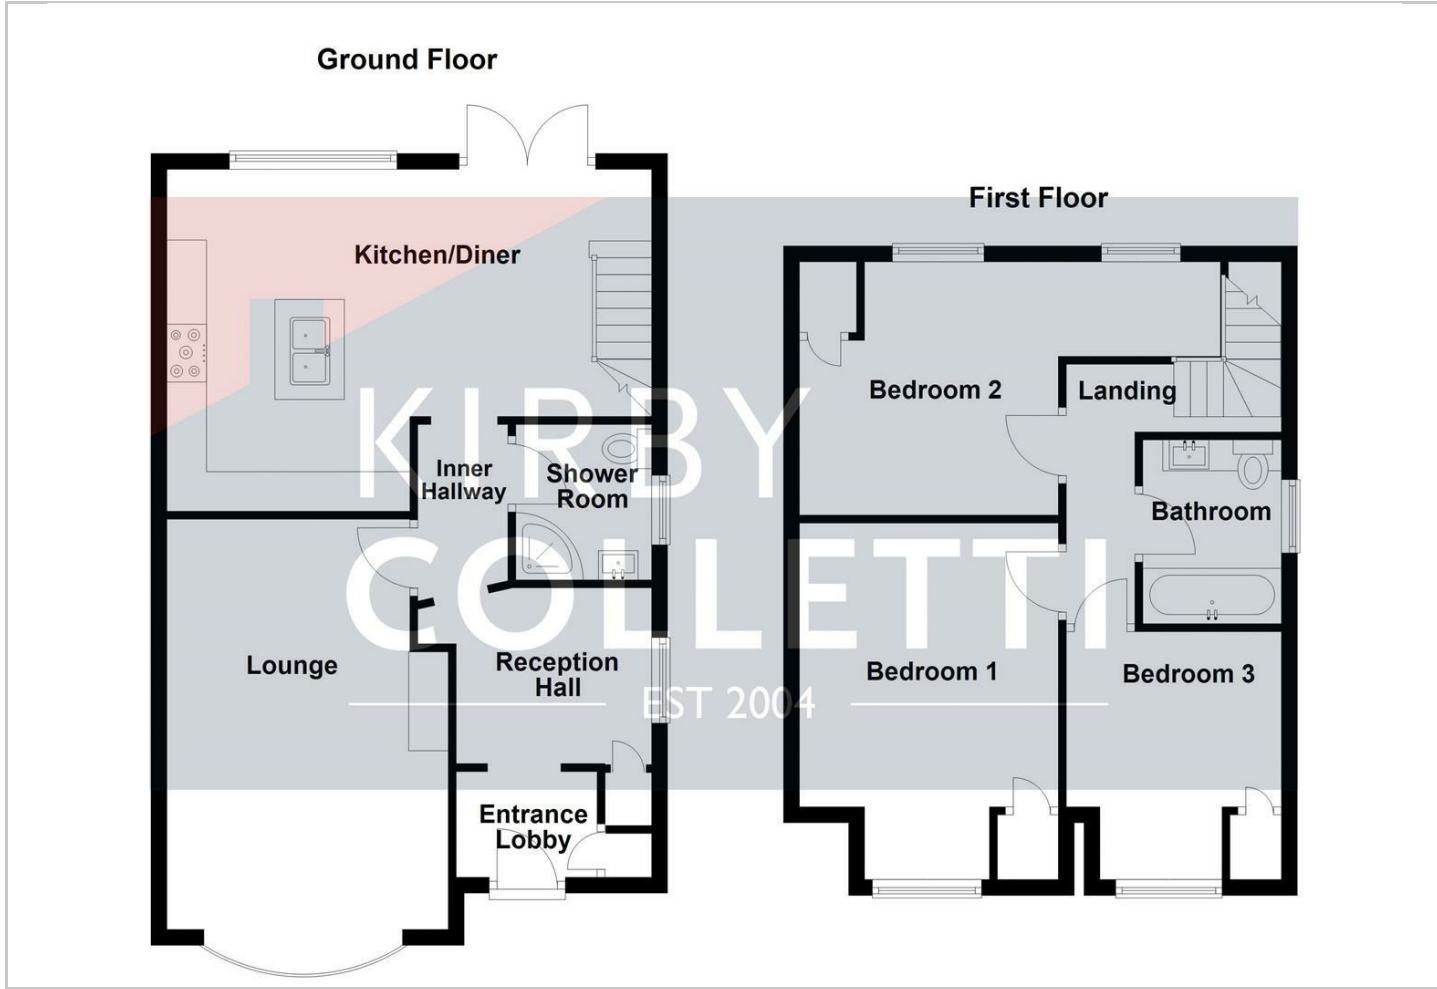 Ground Floor
Kitchen/Diner
Inner
Hallway
Shower
Room
Lounge
Reception
Hall
Entrance
Lobby
First Floor
Bedroom 2
Landing
Bathroom
Bedroom 1
Bedroom 3
KIRBY
COLLETTI
EST 2004